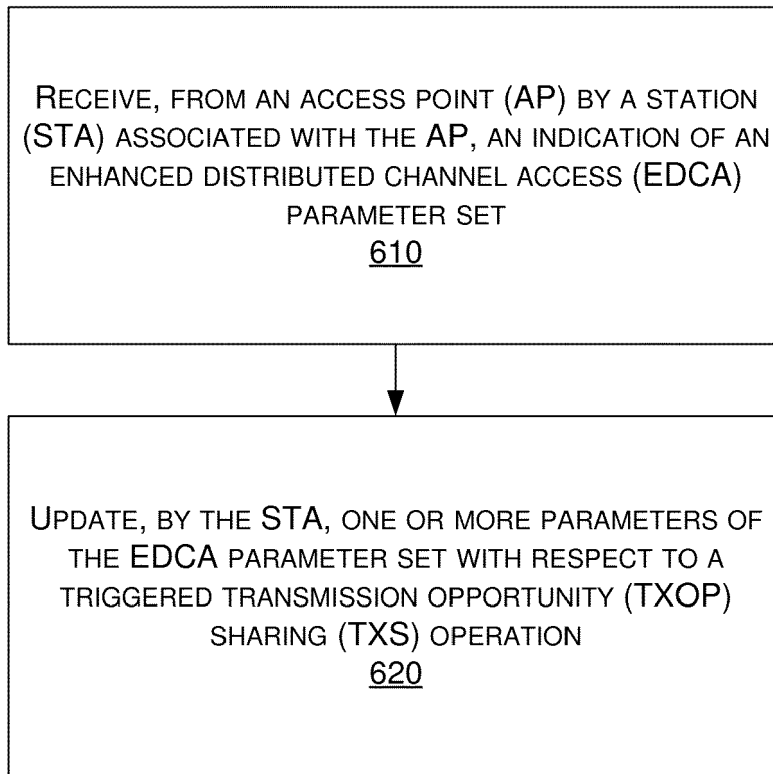 RECEIVE, FROM AN ACCESS POINT (AP) BY A STATION
(STA) ASSOCIATED WITH THE AP, AN INDICATION OF AN
ENHANCED DISTRIBUTED CHANNEL ACCESS (EDCA)
PARAMETER SET
610
UPDATE, BY THE STA, ONE OR MORE PARAMETERS OF
THE EDCA PARAMETER SET WITH RESPECT TO A
TRIGGERED TRANSMISSION OPPORTUNITY (TXOP)
SHARING (TXS) OPERATION
620